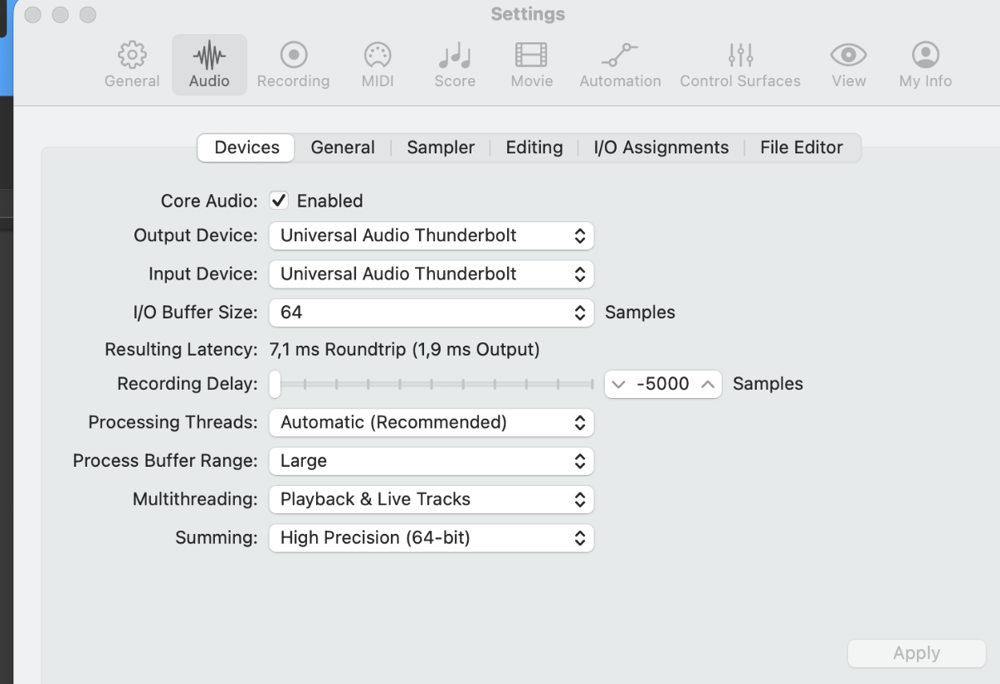 Settings
General Audio Recording MIDI Score Movie Automation Control Surfaces View My Info
Devices General Sampler Editing I/O Assignments File Editor
Core Audio: Enabled
Output Device: Universal Audio Thunderbolt
Input Device: Universal Audio Thunderbolt
I/O Buffer Size: 64 Samples
Resulting Latency: 7,1 ms Roundtrip (1,9 ms Output)
Recording Delay: -5000 Samples
Processing Threads: Automatic (Recommended)
Process Buffer Range: Large
Multithreading: Playback & Live Tracks
Summing: High Precision (64-bit)
Apply